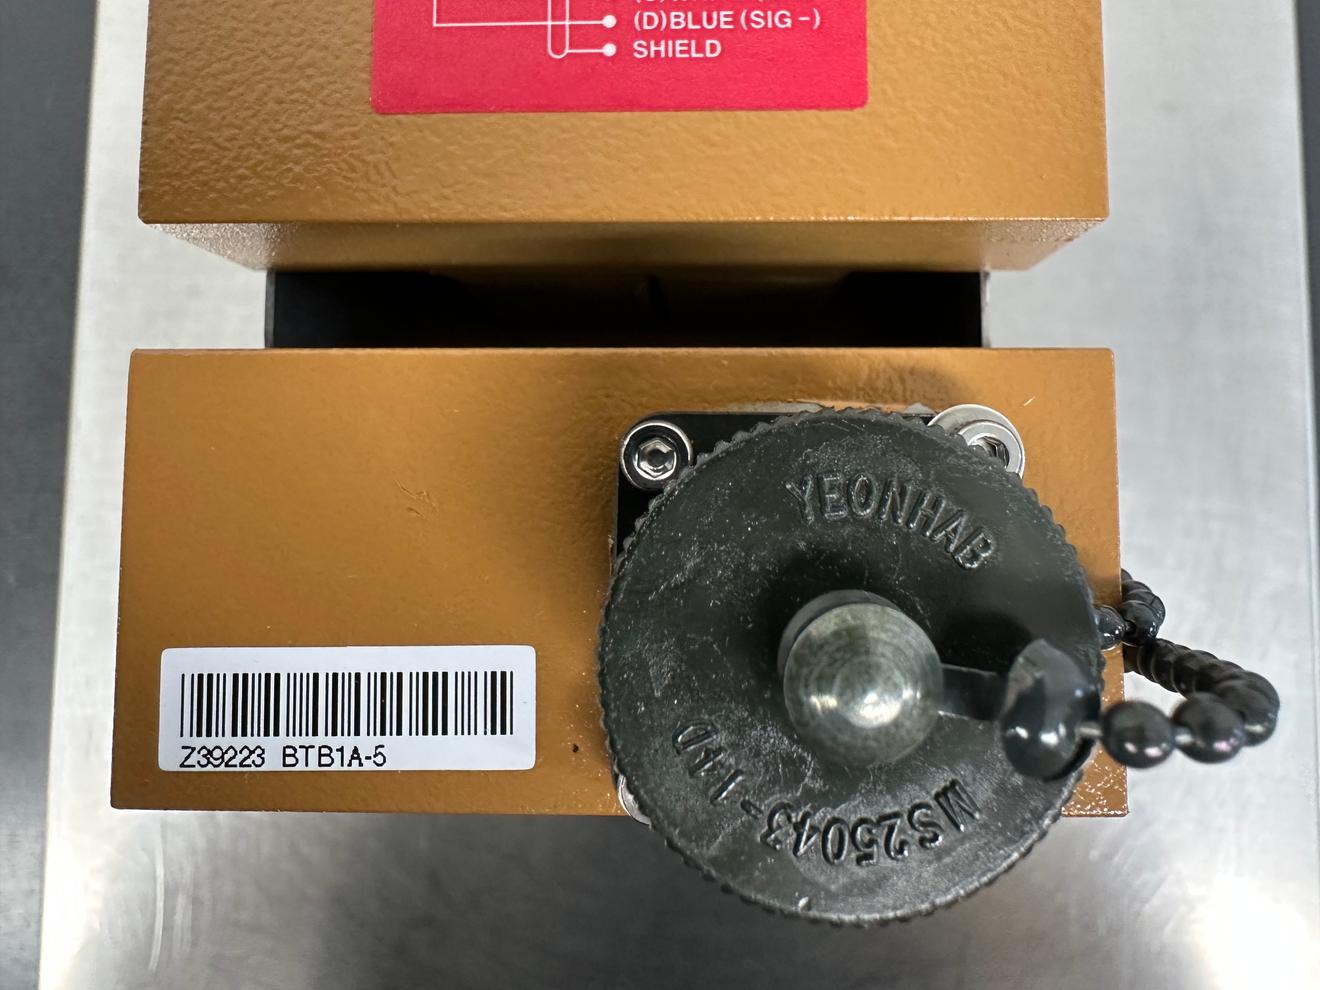 (D)BLUE (SIG -)
SHIELD
YEONHAB
MS25043-14D
Z39223 BTB1A-5